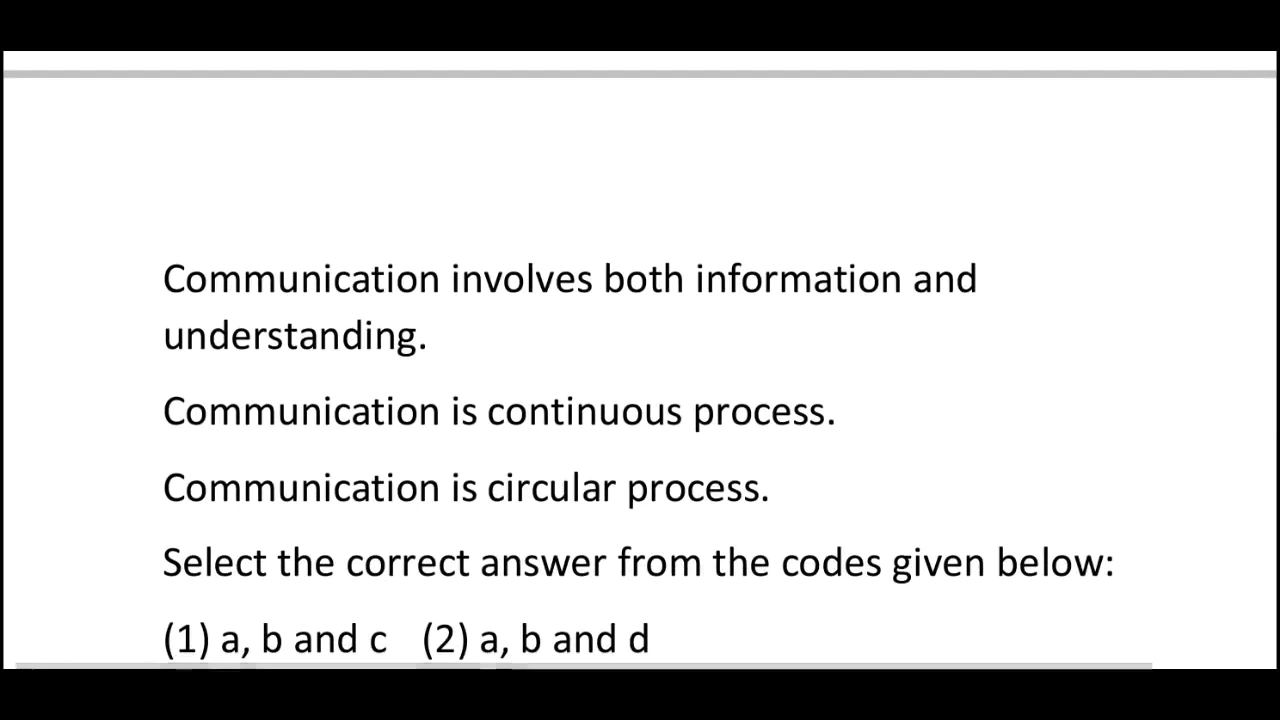 Communication involves both information and
understanding.
Communication is continuous process.
Communication is circular process.
Select the correct answer from the codes given below:
(1) a, b and c (2) a, b and d